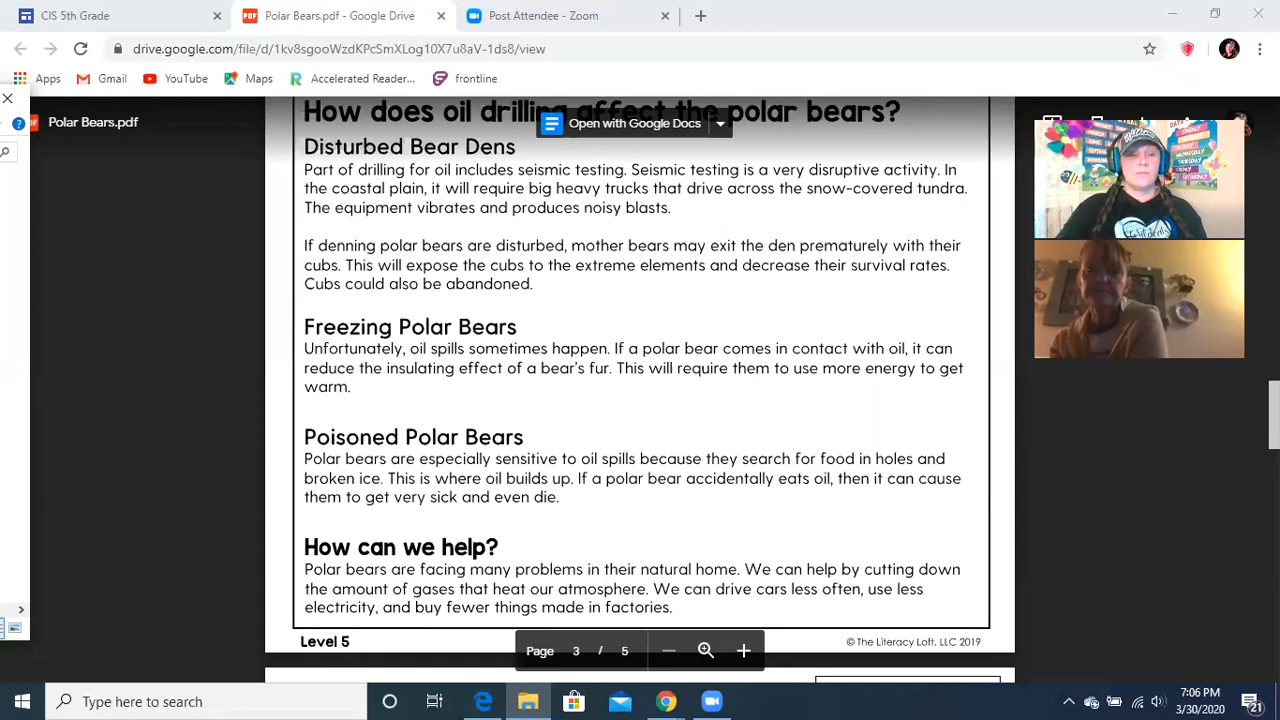 CIS 5th Grade
Polar Bears.pdf - Google Drive
Post Attendee - Zoom
drive.google.com/file/d/1kv8sgooWzdKPcSmXLog10X7u8aV-1ds8/view
Apps Gmail YouTube Maps Accelerated Reader... frontline
Polar Bears.pdf
How does oil drilling affect the polar bears?
Open with Google Docs
Disturbed Bear Dens
Part of drilling for oil includes seismic testing. Seismic testing is a very disruptive activity. In
the coastal plain, it will require big heavy trucks that drive across the snow-covered tundra.
The equipment vibrates and produces noisy blasts.
If denning polar bears are disturbed, mother bears may exit the den prematurely with their
cubs. This will expose the cubs to the extreme elements and decrease their survival rates.
Cubs could also be abandoned.
Freezing Polar Bears
Unfortunately, oil spills sometimes happen. If a polar bear comes in contact with oil, it can
reduce the insulating effect of a bear's fur. This will require them to use more energy to get
warm.
Poisoned Polar Bears
Polar bears are especially sensitive to oil spills because they search for food in holes and
broken ice. This is where oil builds up. If a polar bear accidentally eats oil, then it can cause
them to get very sick and even die.
How can we help?
Polar bears are facing many problems in their natural home. We can help by cutting down
the amount of gases that heat our atmosphere. We can drive cars less often, use less
electricity, and buy fewer things made in factories.
Level 5
© The Literacy Loft, LLC 2019
Page 3 / 5
Type here to search
7:06 PM
3/30/2020
21